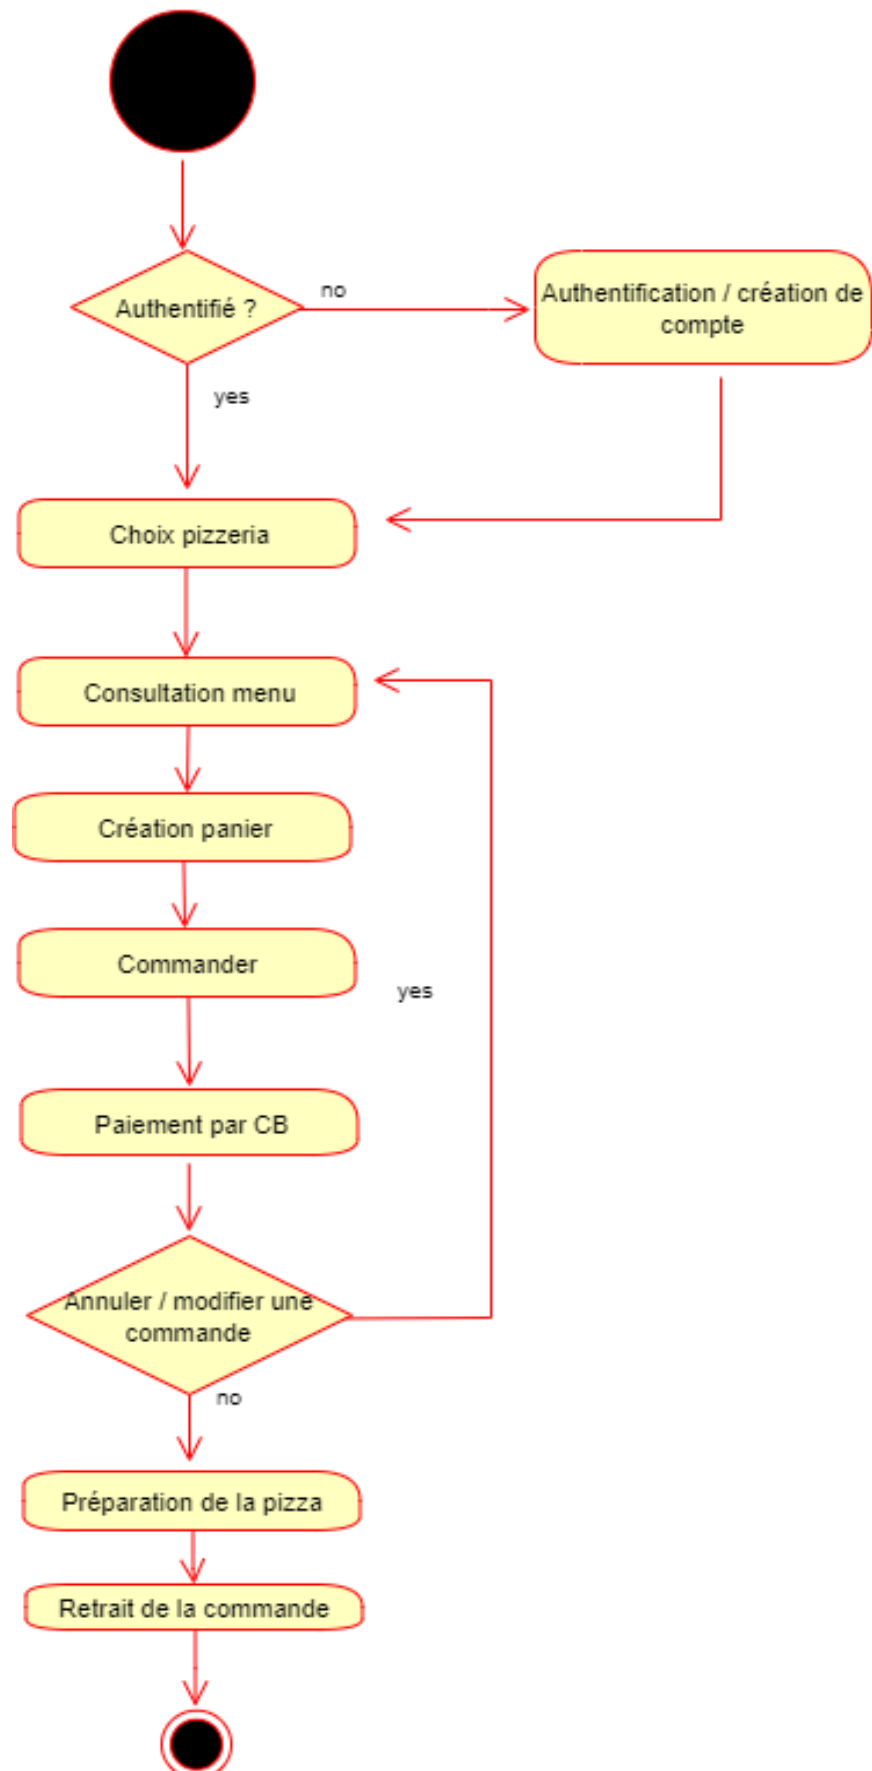 Authentifié ?
no
Authentification / création de
compte
yes
Choix pizzeria
Consultation menu
Création panier
Commander
yes
Paiement par CB
Annuler / modifier une
commande
no
Préparation de la pizza
Retrait de la commande